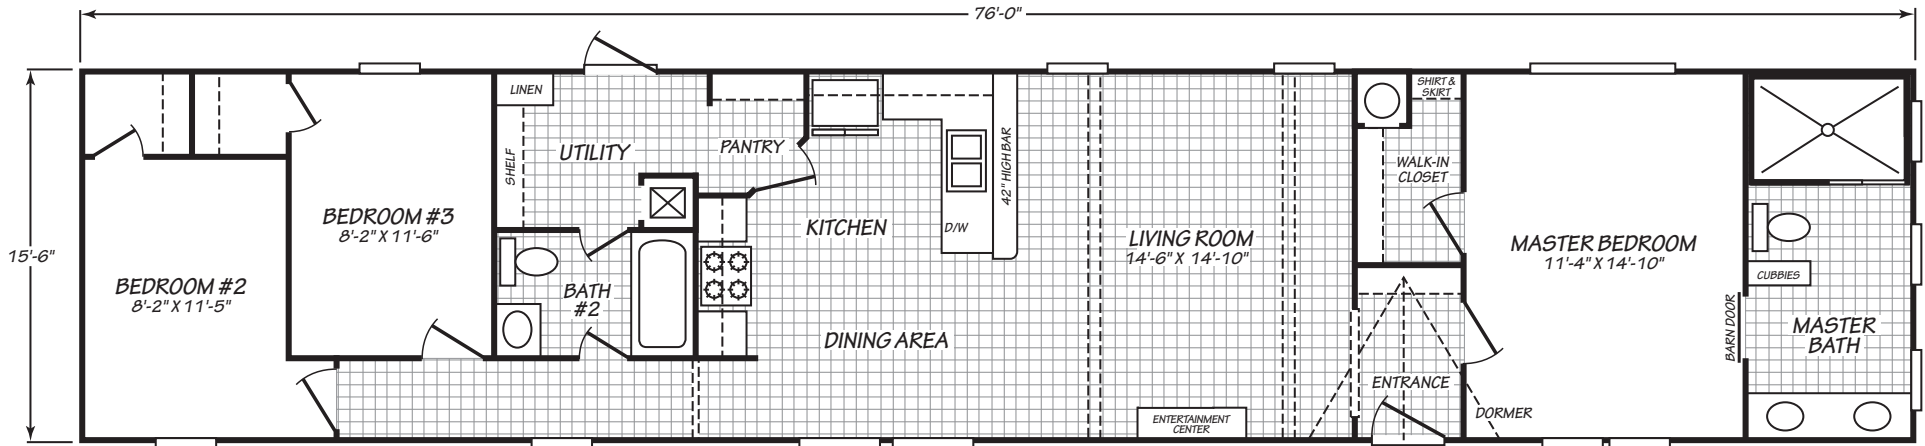 76'-0"
15'-6"
LINEN
SHELF
UTILITY
PANTRY
42" HIGH BAR
SHIRT &
SKIRT
WALK-IN
CLOSET
BEDROOM #3
8'-2" X 11'-6"
KITCHEN
D/W
LIVING ROOM
14'-6" X 14'-10"
MASTER BEDROOM
11'-4" X 14'-10"
BEDROOM #2
8'-2" X 11'-5"
BATH
#2
CUBBIES
DINING AREA
BARN DOOR
MASTER
BATH
ENTRANCE
ENTERTAINMENT
CENTER
DORMER